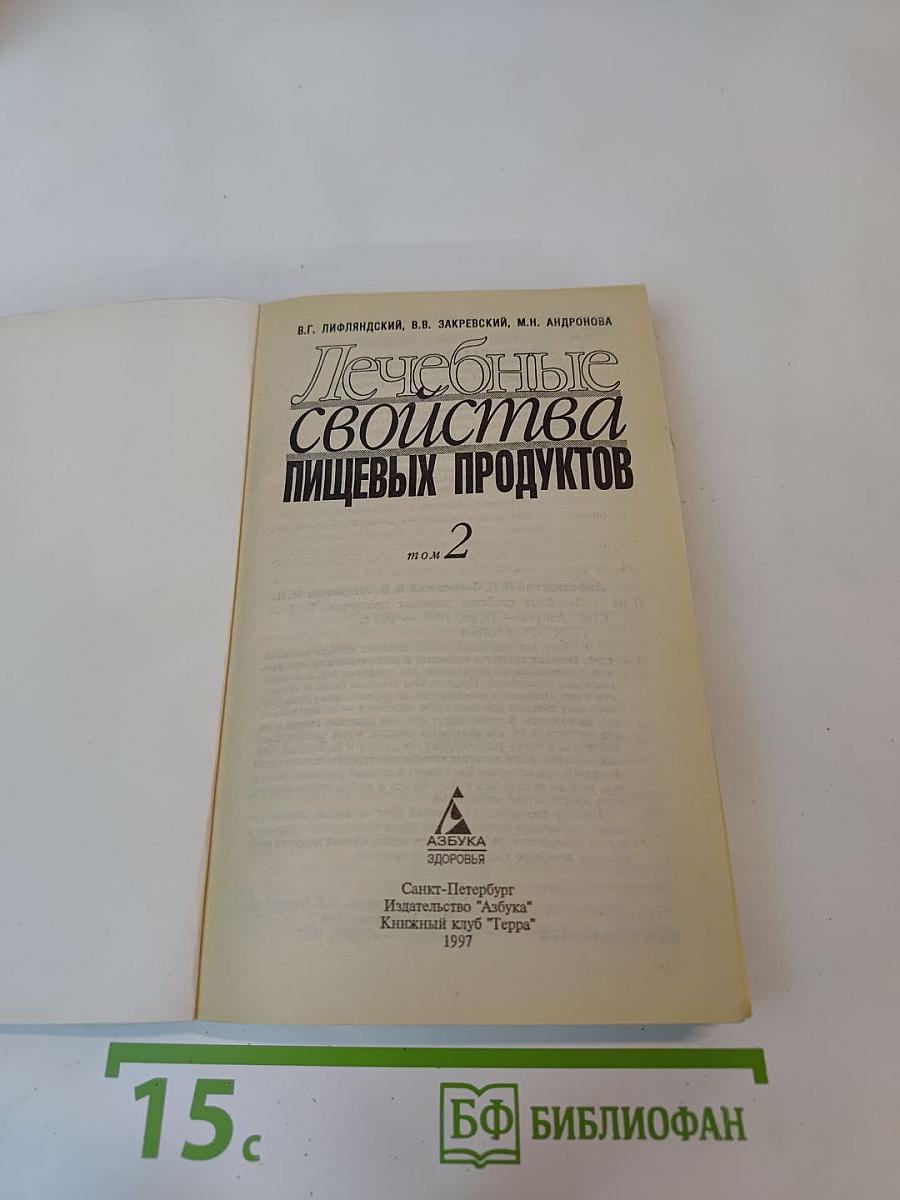 В.Г. ЛИФЛЯНДСКИЙ, В.В. ЗАКРЕВСКИЙ, М.Н. АНДРОНОВА
Лечебные
свойства
ПИЩЕВЫХ ПРОДУКТОВ
том 2
АЗБУКА
ЗДОРОВЬЯ
Санкт-Петербург
Издательство "Азбука"
Книжный клуб "Терра"
1997
15 с
БФ БИБЛИОФАН